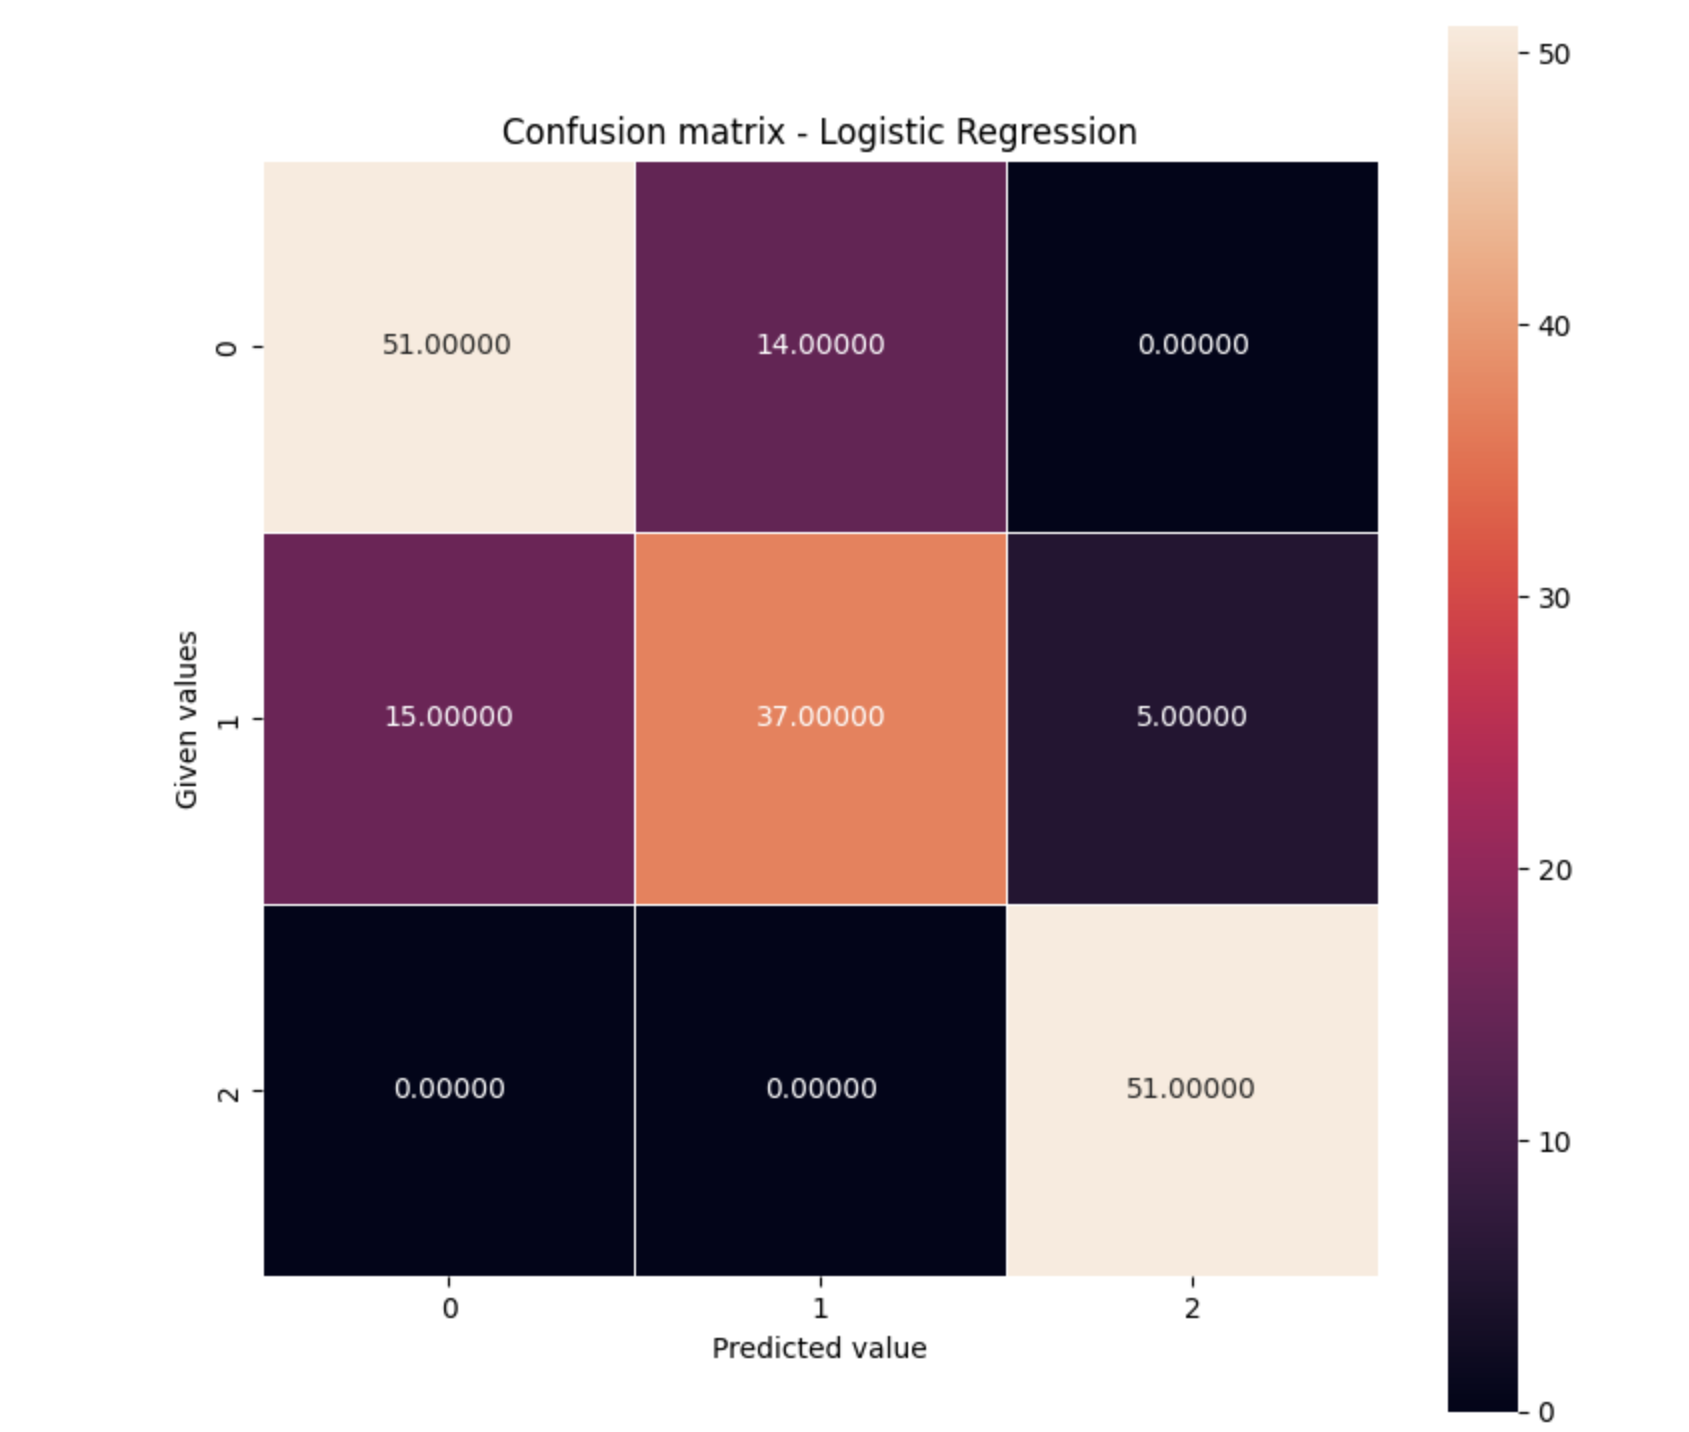 Confusion matrix - Logistic Regression
50
40
30
20
10
0
Given values
0
51.00000 14.00000 0.00000
1
15.00000 37.00000 5.00000
2
0.00000 0.00000 51.00000
0 1 2
Predicted value